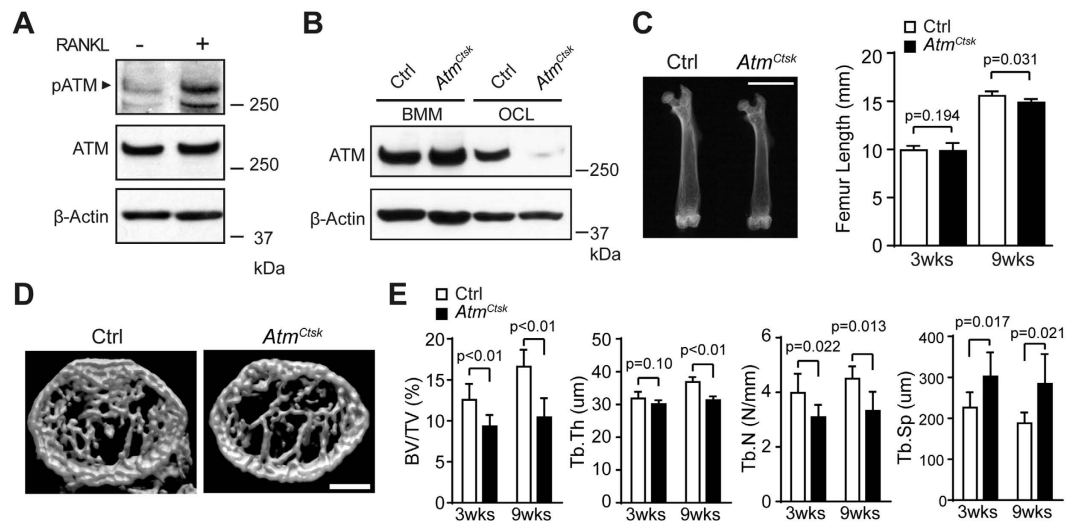 A
RANKL - +
pATM
250
ATM
250
β-Actin
37
kDa
B
Ctrl Atm^Ctsk Ctrl Atm^Ctsk
BMM OCL
ATM
250
β-Actin
37
kDa
C
Ctrl Atm^Ctsk
Ctrl
Atm^Ctsk
Femur Length (mm)
20
15
10
5
0
p=0.194
p=0.031
3wks 9wks
D
Ctrl Atm^Ctsk
E
Ctrl
Atm^Ctsk
BV/TV (%)
20
15
10
5
0
p<0.01
p<0.01
3wks 9wks
Tb.Th (um)
50
40
30
20
10
0
p=0.10
p<0.01
3wks 9wks
Tb.N (N/mm)
6
4
2
0
p=0.022
p=0.013
3wks 9wks
Tb.Sp (um)
400
300
200
100
0
p=0.017
p=0.021
3wks 9wks